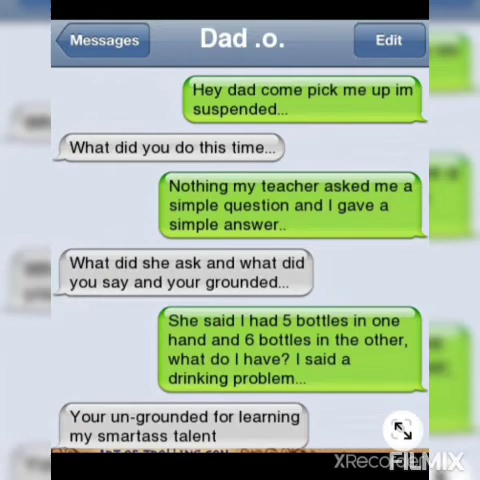 Messages
Dad .o.
Edit
Hey dad come pick me up im
suspended...
What did you do this time...
Nothing my teacher asked me a
simple question and I gave a
simple answer..
What did she ask and what did
you say and your grounded...
She said I had 5 bottles in one
hand and 6 bottles in the other,
what do I have? I said a
drinking problem...
Your un-grounded for learning
my smartass talent
FILMIX